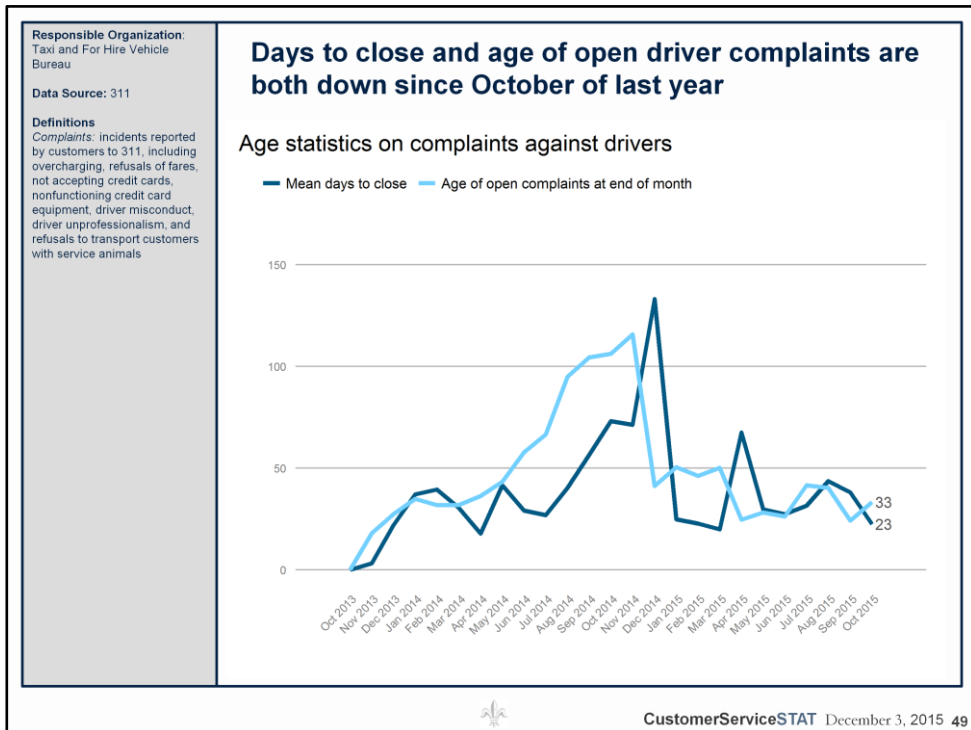 Responsible Organization:
Taxi and For Hire Vehicle
Bureau
Data Source: 311
Definitions
Complaints: incidents reported
by customers to 311, including
overcharging, refusals of fares,
not accepting credit cards,
nonfunctioning credit card
equipment, driver misconduct,
driver unprofessionalism, and
refusals to transport customers
with service animals
Days to close and age of open driver complaints are
both down since October of last year
Age statistics on complaints against drivers
Mean days to close Age of open complaints at end of month
150
100
50
0
33
23
Oct 2013
Nov 2013
Dec 2013
Jan 2014
Feb 2014
Mar 2014
Apr 2014
May 2014
Jun 2014
Jul 2014
Aug 2014
Sep 2014
Oct 2014
Nov 2014
Dec 2014
Jan 2015
Feb 2015
Mar 2015
Apr 2015
May 2015
Jun 2015
Jul 2015
Aug 2015
Sep 2015
Oct 2015
CustomerServiceSTAT December 3, 2015 49